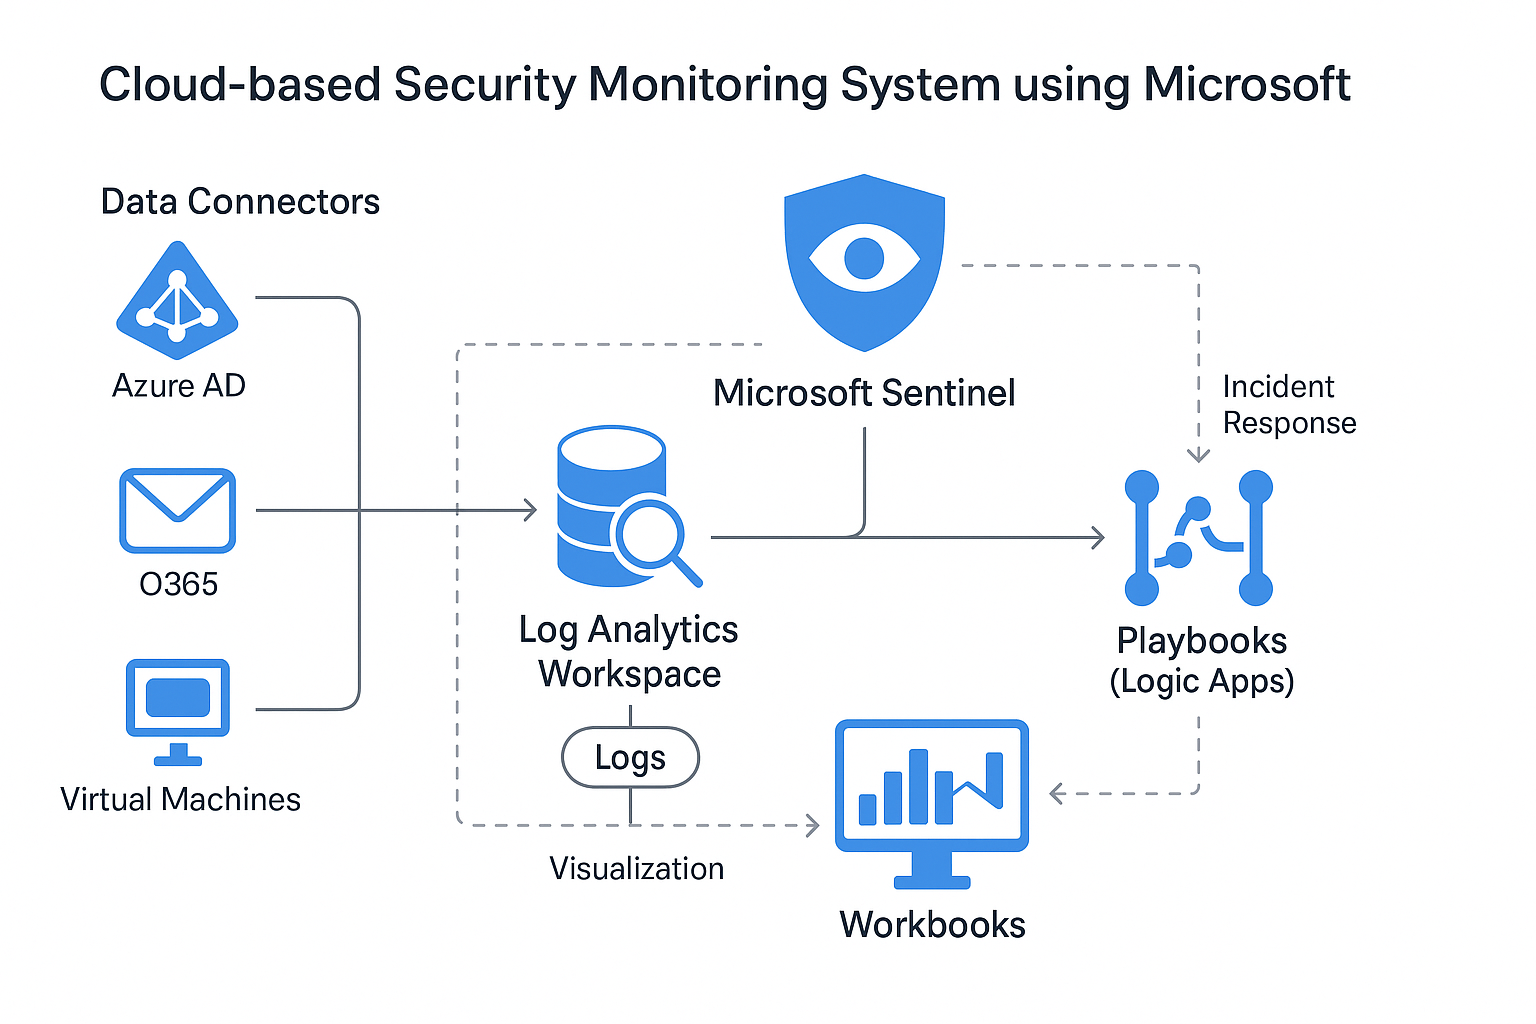 Cloud-based Security Monitoring System using Microsoft
Data Connectors
Azure AD
O365
Virtual Machines
Microsoft Sentinel
Log Analytics
Workspace
Logs
Visualization
Incident
Response
Playbooks
(Logic Apps)
Workbooks